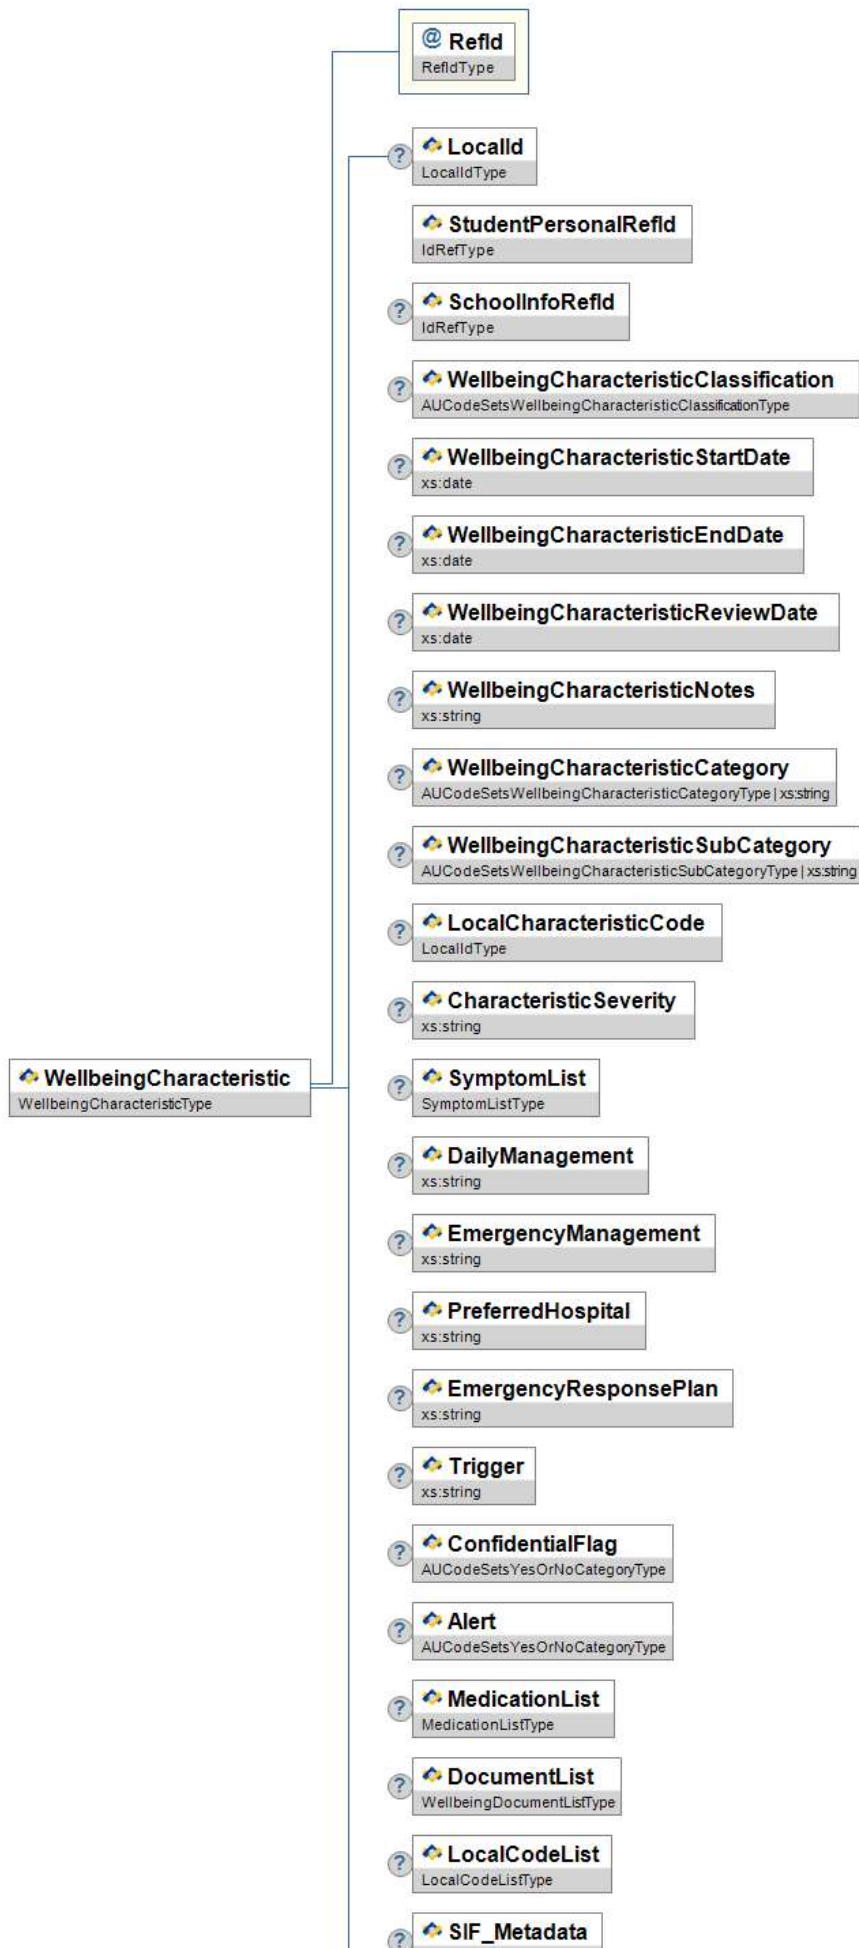 @ RefId
RefIdType
? LocalId
LocalIdType
StudentPersonalRefId
IdRefType
? SchoolInfoRefId
IdRefType
? WellbeingCharacteristicClassification
AUCodeSetsWellbeingCharacteristicClassificationType
? WellbeingCharacteristicStartDate
xs:date
? WellbeingCharacteristicEndDate
xs:date
? WellbeingCharacteristicReviewDate
xs:date
? WellbeingCharacteristicNotes
xs:string
? WellbeingCharacteristicCategory
AUCodeSetsWellbeingCharacteristicCategoryType | xs:string
? WellbeingCharacteristicSubCategory
AUCodeSetsWellbeingCharacteristicSubCategoryType | xs:string
? LocalCharacteristicCode
LocalIdType
? CharacteristicSeverity
xs:string
WellbeingCharacteristic
WellbeingCharacteristicType
? SymptomList
SymptomListType
? DailyManagement
xs:string
? EmergencyManagement
xs:string
? PreferredHospital
xs:string
? EmergencyResponsePlan
xs:string
? Trigger
xs:string
? ConfidentialFlag
AUCodeSetsYesOrNoCategoryType
? Alert
AUCodeSetsYesOrNoCategoryType
? MedicationList
MedicationListType
? DocumentList
WellbeingDocumentListType
? LocalCodeList
LocalCodeListType
? SIF_Metadata